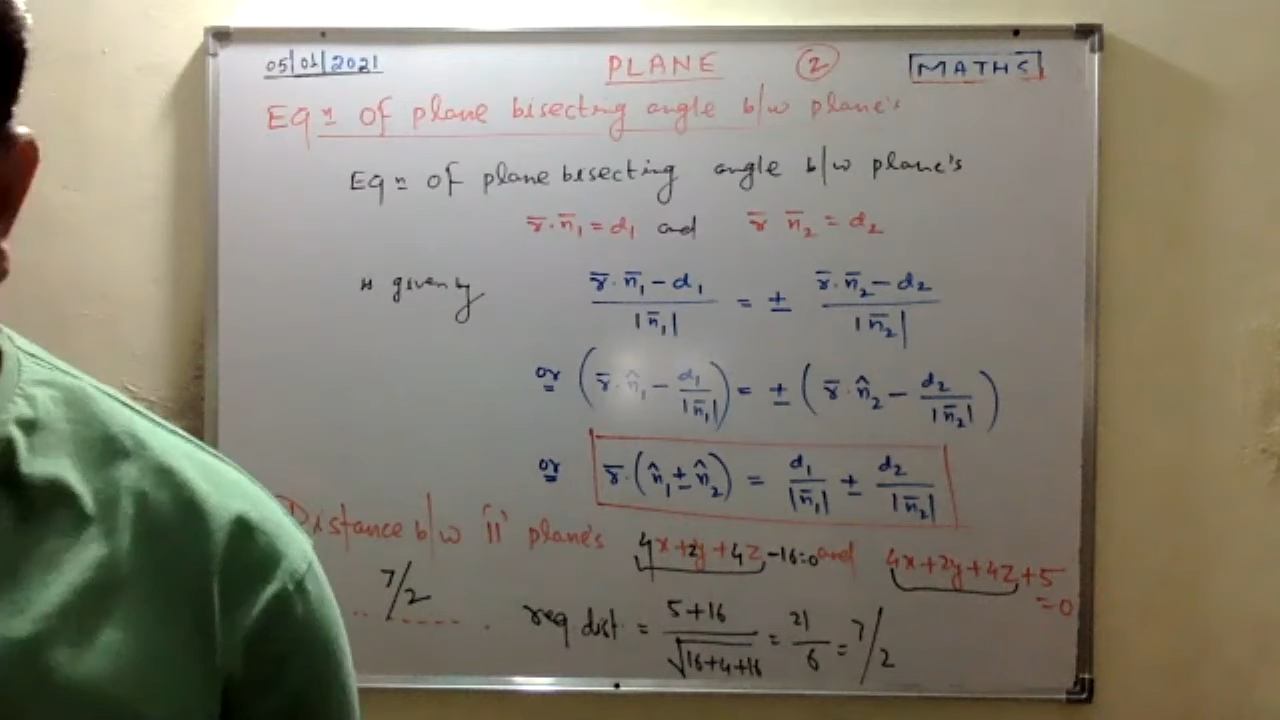 05/01/2021 PLANE 2 MATHS
Eqn Of plane bisecting angle b/w plane's
Eqn Of plane bisecting angle b/w plane's
r̄.n̄₁ = d₁ and r̄ n̄₂ = d₂
is given by (r̄.n̄₁ - d₁)/|n̄₁| = ± (r̄.n̄₂ - d₂)/|n̄₂|
or (r̄.n̂₁ - d₁/|n̄₁|) = ± (r̄.n̂₂ - d₂/|n̄₂|)
or r̄.(n̂₁ ± n̂₂) = d₁/|n̄₁| ± d₂/|n̄₂|
Distance b/w "11" plane's 4x+2y+4z-16=0 and 4x+2y+4z+5=0
7/2
req dist = (5+16)/√(16+4+16) = 21/6 = 7/2